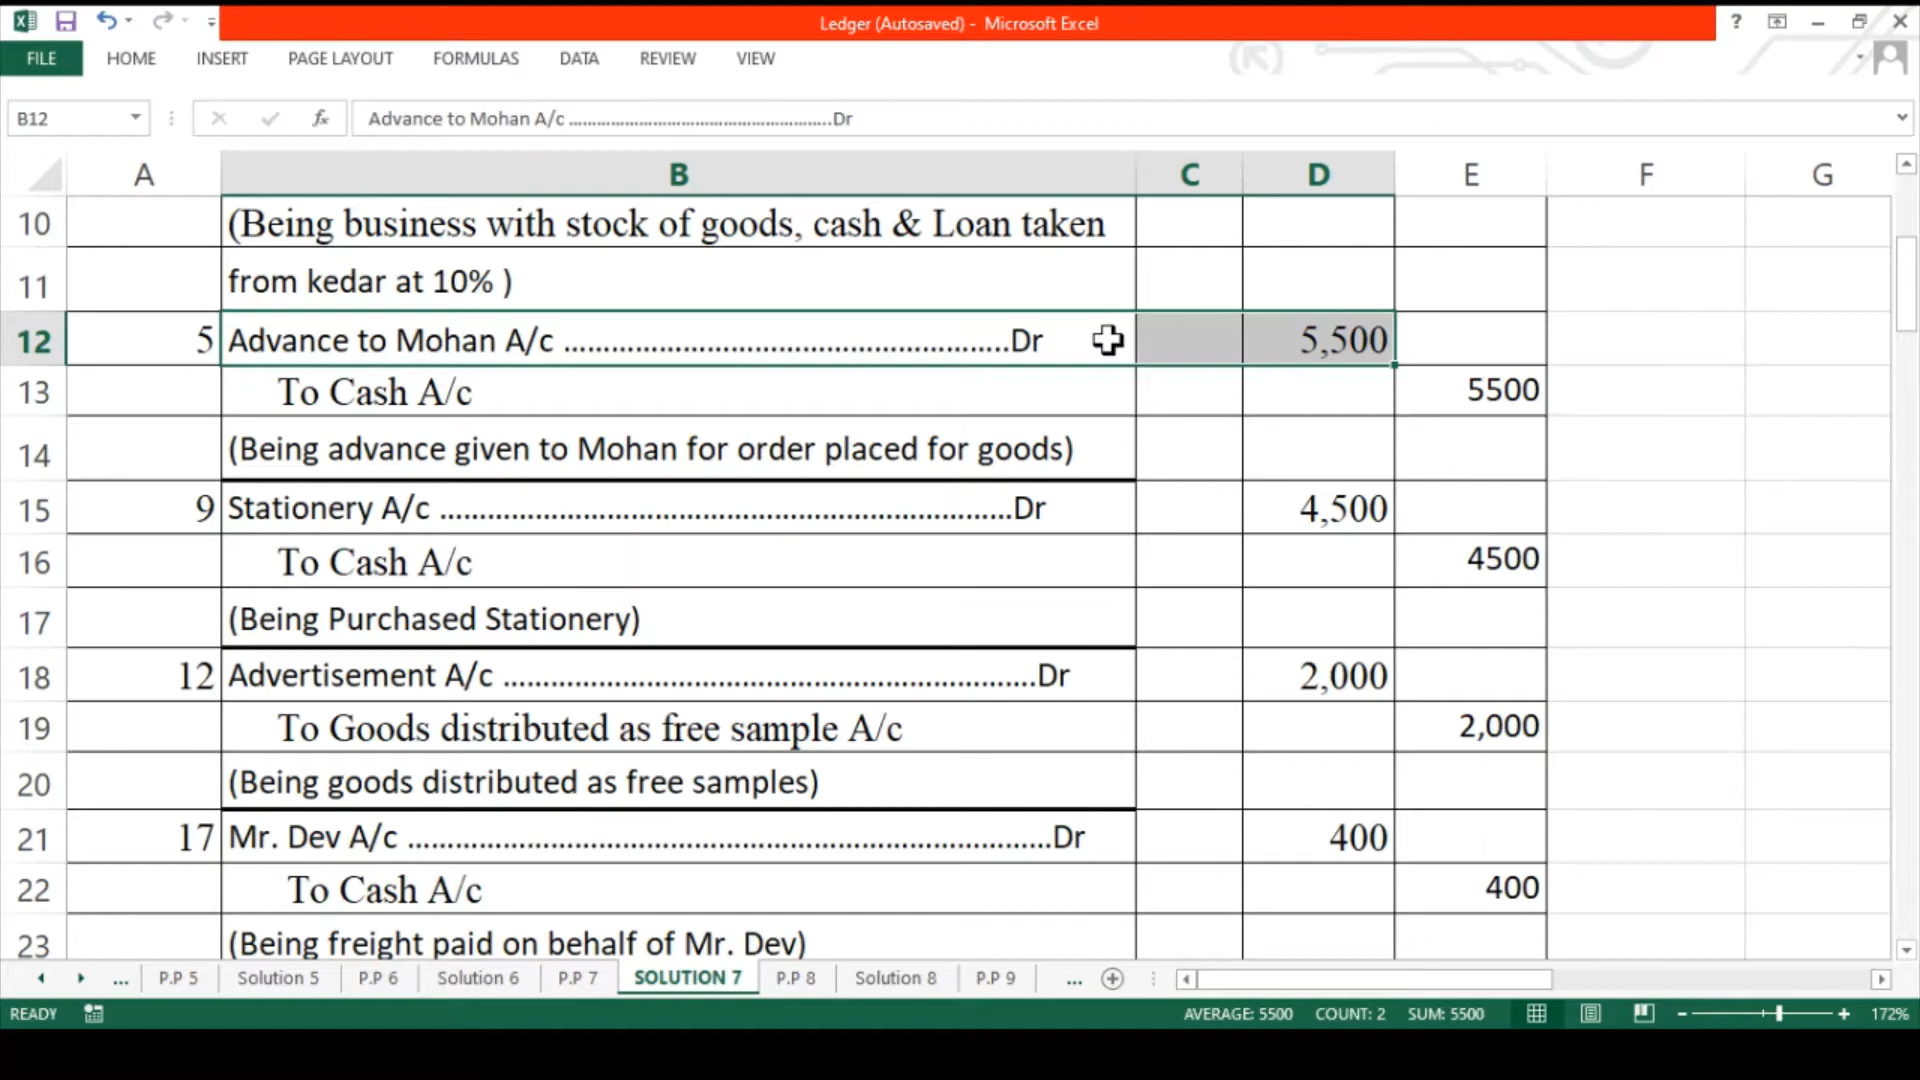 Ledger (Autosaved) - Microsoft Excel
FILE HOME INSERT PAGE LAYOUT FORMULAS DATA REVIEW VIEW
B12 fx Advance to Mohan A/c ......................................................Dr
A B C D E F G
10 (Being business with stock of goods, cash & Loan taken
11 from kedar at 10% )
12 5 Advance to Mohan A/c ......................................................Dr 5,500
13 To Cash A/c 5500
14 (Being advance given to Mohan for order placed for goods)
15 9 Stationery A/c ......................................................................Dr 4,500
16 To Cash A/c 4500
17 (Being Purchased Stationery)
18 12 Advertisement A/c .................................................................Dr 2,000
19 To Goods distributed as free sample A/c 2,000
20 (Being goods distributed as free samples)
21 17 Mr. Dev A/c ...............................................................................Dr 400
22 To Cash A/c 400
23 (Being freight paid on behalf of Mr. Dev)
... P.P 5 Solution 5 P.P 6 Solution 6 P.P 7 SOLUTION 7 P.P 8 Solution 8 P.P 9 ...
READY AVERAGE: 5500 COUNT: 2 SUM: 5500 172%